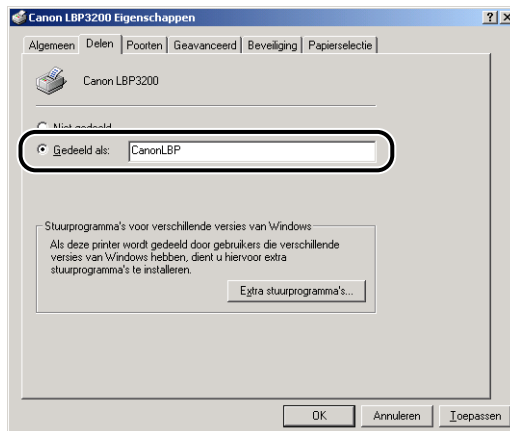 Canon LBP3200 Eigenschappen
Algemeen Delen Poorten Geavanceerd Beveiliging Papierselectie
Canon LBP3200
Niet gedeeld
Gedeeld als: CanonLBP
Stuurprogramma's voor verschillende versies van Windows
Als deze printer wordt gedeeld door gebruikers die verschillende
versies van Windows hebben, dient u hiervoor extra
stuurprogramma's te installeren.
Extra stuurprogramma's...
OK Annuleren Toepassen